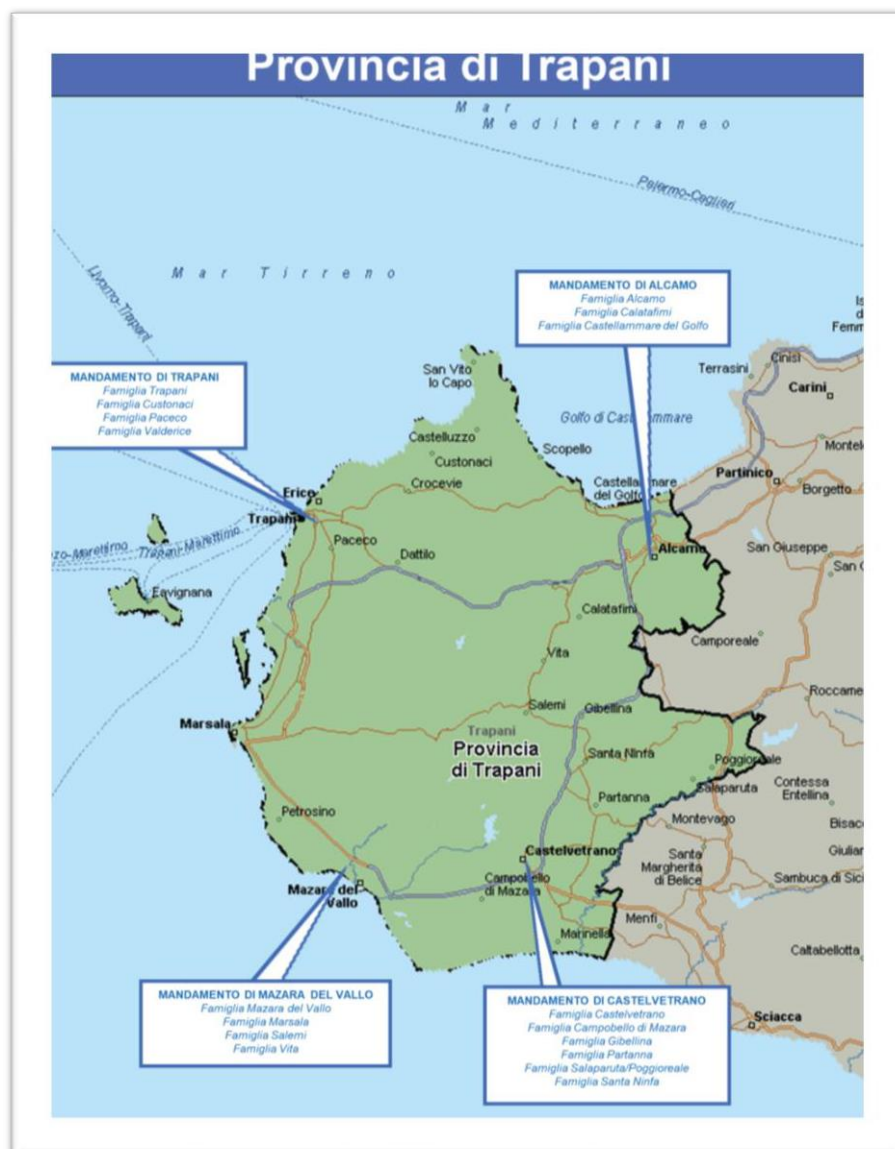 Provincia di Trapani
Mar
Mediterraneo
Palermo-Cagliari
Livorno-Trapani
Mar Tirreno
MANDAMENTO DI ALCAMO
Famiglia Alcamo
Famiglia Calatafimi
Famiglia Castellammare del Golfo
MANDAMENTO DI TRAPANI
Famiglia Trapani
Famiglia Custonaci
Famiglia Paceco
Famiglia Valderice
San Vito
lo Capo
Terrasini
Cinisi
Carini
Golfo di
Castelluzzo
Scopello
Custonaci
Castellammare
del Golfo
Partinico
Borgetto
Crocevie
Erice
Trapani
Trapani-Marettimo
Paceco
Dattilo
Alcamo
San Giuseppe
Favignana
Calatafimi
Camporeale
Vita
Salemi
Gibellina
Marsala
Trapani
Provincia
di Trapani
Santa Ninfa
Poggioreale
Salaparuta
Contessa
Entellina
Partanna
Petrosino
Montevago
Castelvetrano
Santa
Margherita
di Belice
Sambuca di Sici
Mazara del
Vallo
Campobello
di Mazara
Menfi
Marinella
Caltabellotta
Sciacca
MANDAMENTO DI MAZARA DEL VALLO
Famiglia Mazara del Vallo
Famiglia Marsala
Famiglia Salemi
Famiglia Vita
MANDAMENTO DI CASTELVETRANO
Famiglia Castelvetrano
Famiglia Campobello di Mazara
Famiglia Gibellina
Famiglia Partanna
Famiglia Salaparuta/Poggioreale
Famiglia Santa Ninfa